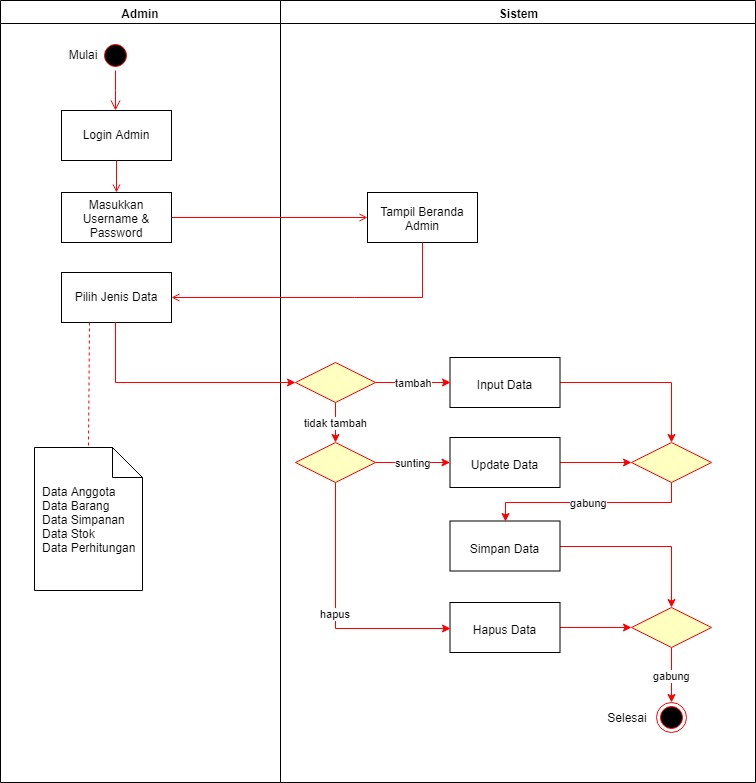 Admin
Sistem
Mulai
Login Admin
Masukkan
Username &
Password
Tampil Beranda
Admin
Pilih Jenis Data
tambah
Input Data
tidak tambah
sunting
Update Data
gabung
Simpan Data
Data Anggota
Data Barang
Data Simpanan
Data Stok
Data Perhitungan
hapus
Hapus Data
gabung
Selesai